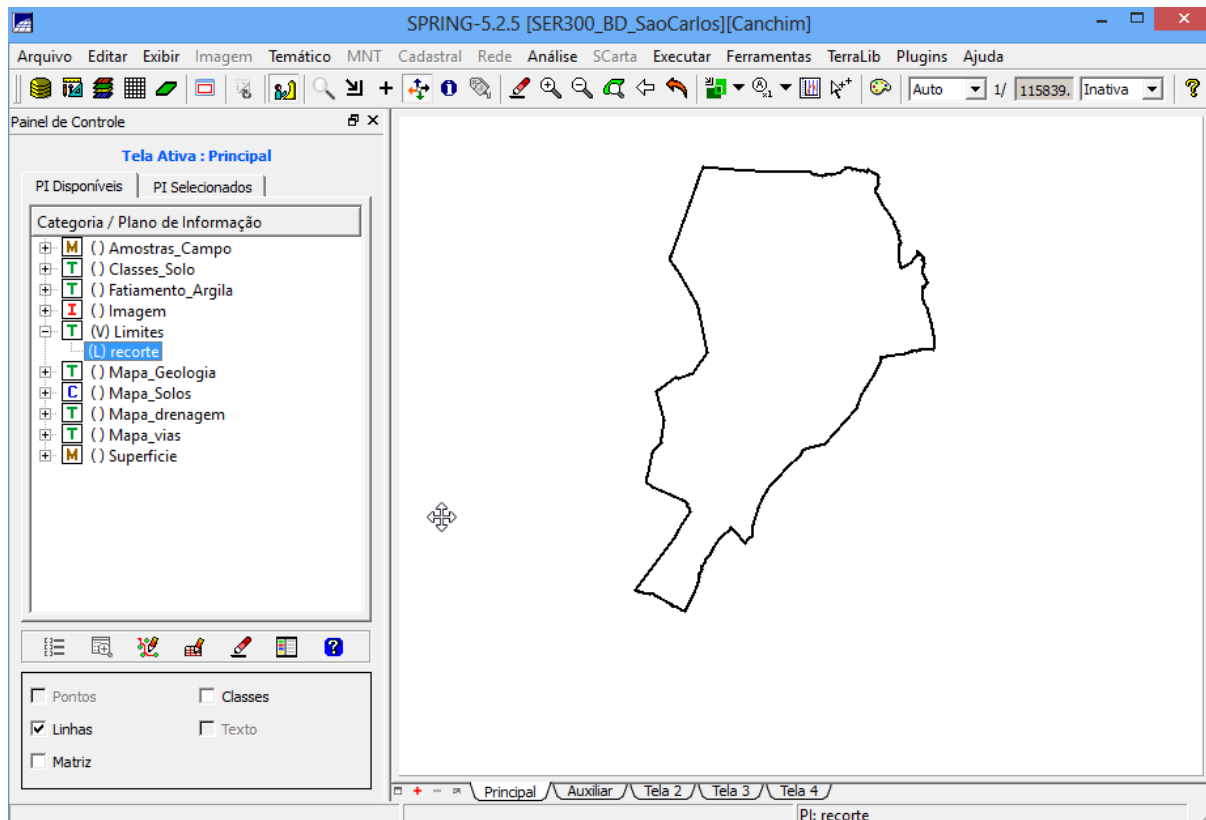 SPRING-5.2.5 [SER300_BD_SaoCarlos][Canchim]
Arquivo Editar Exibir Imagem Temático MNT Cadastral Rede Análise SCarta Executar Ferramentas TerraLib Plugins Ajuda
Auto 1/ 115839. Inativa
Painel de Controle
Tela Ativa : Principal
PI Disponíveis PI Selecionados
Categoria / Plano de Informação
M ( ) Amostras_Campo
T ( ) Classes_Solo
T ( ) Fatiamento_Argila
I ( ) Imagem
T (V) Limites
(L) recorte
T ( ) Mapa_Geologia
C ( ) Mapa_Solos
T ( ) Mapa_drenagem
T ( ) Mapa_vias
M ( ) Superficie
Pontos Classes
Linhas Texto
Matriz
Principal Auxiliar Tela 2 Tela 3 Tela 4
PI: recorte